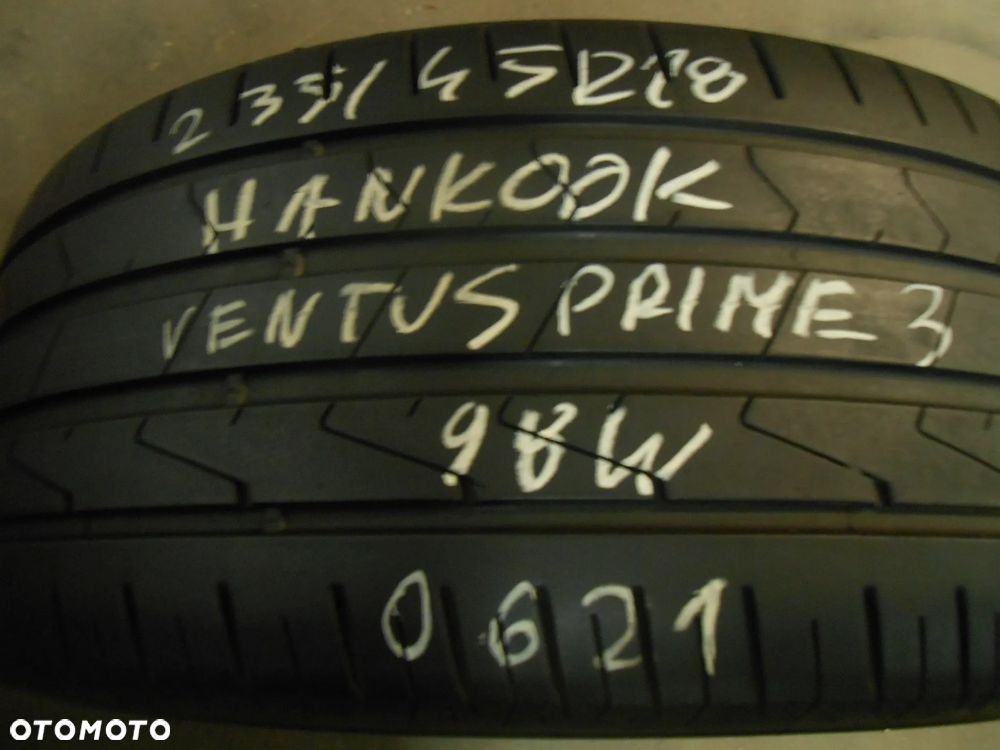 235/45R18
HANKOOK
VENTUS PRIME 3
98W
0621
OTOMOTO